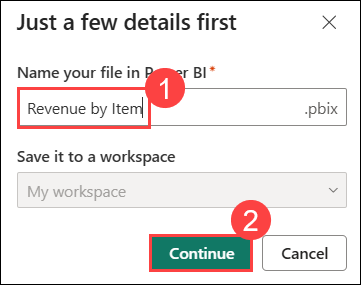 Just a few details first
Name your file in Power BI*
1
Revenue by Item .pbix
Save it to a workspace
My workspace
2
Continue Cancel